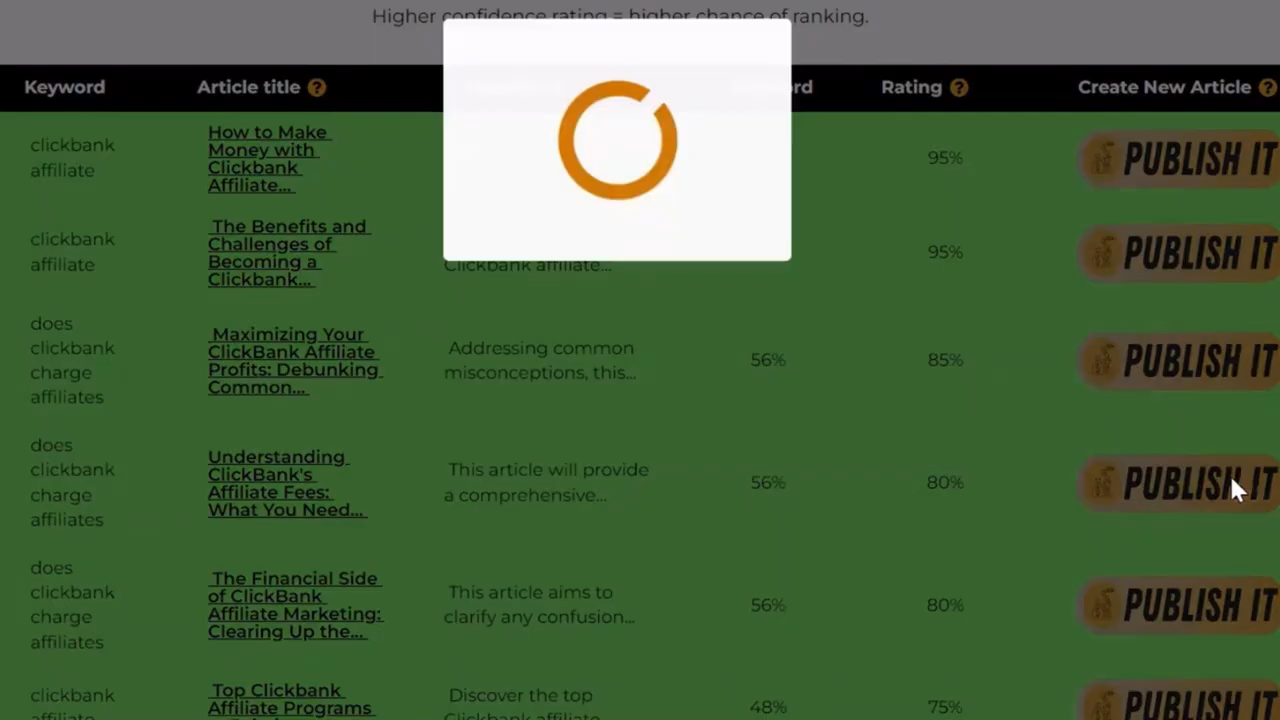 Higher confidence rating = higher chance of ranking.
Keyword Article title ? rd Rating ? Create New Article ?
clickbank
affiliate
How to Make
Money with
Clickbank
Affiliate...
95%
PUBLISH IT
clickbank
affiliate
The Benefits and
Challenges of
Becoming a
Clickbank...
Clickbank affiliate...
95%
PUBLISH IT
does
clickbank
charge
affiliates
Maximizing Your
ClickBank Affiliate
Profits: Debunking
Common...
Addressing common
misconceptions, this...
56%
85%
PUBLISH IT
does
clickbank
charge
affiliates
Understanding
ClickBank's
Affiliate Fees:
What You Need...
This article will provide
a comprehensive...
56%
80%
PUBLISH IT
does
clickbank
charge
affiliates
The Financial Side
of ClickBank
Affiliate Marketing:
Clearing Up the...
This article aims to
clarify any confusion...
56%
80%
PUBLISH IT
clickbank
affiliate
Top Clickbank
Affiliate Programs
Discover the top
Clickbank affiliate
48%
75%
PUBLISH IT